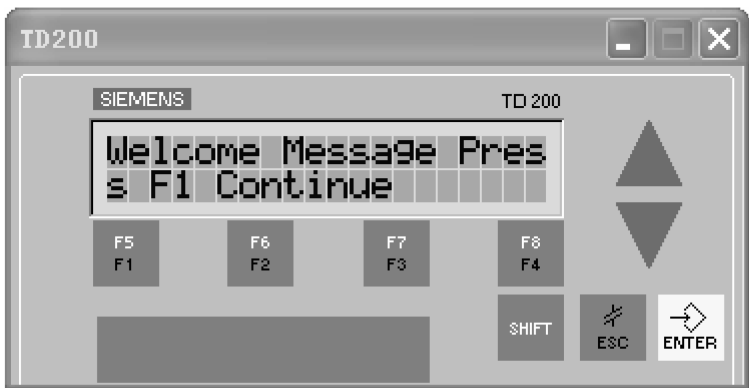 TD200
SIEMENS TD 200
Welcome Message Pres
s F1 Continue
F5 F6 F7 F8
F1 F2 F3 F4
SHIFT ESC ENTER